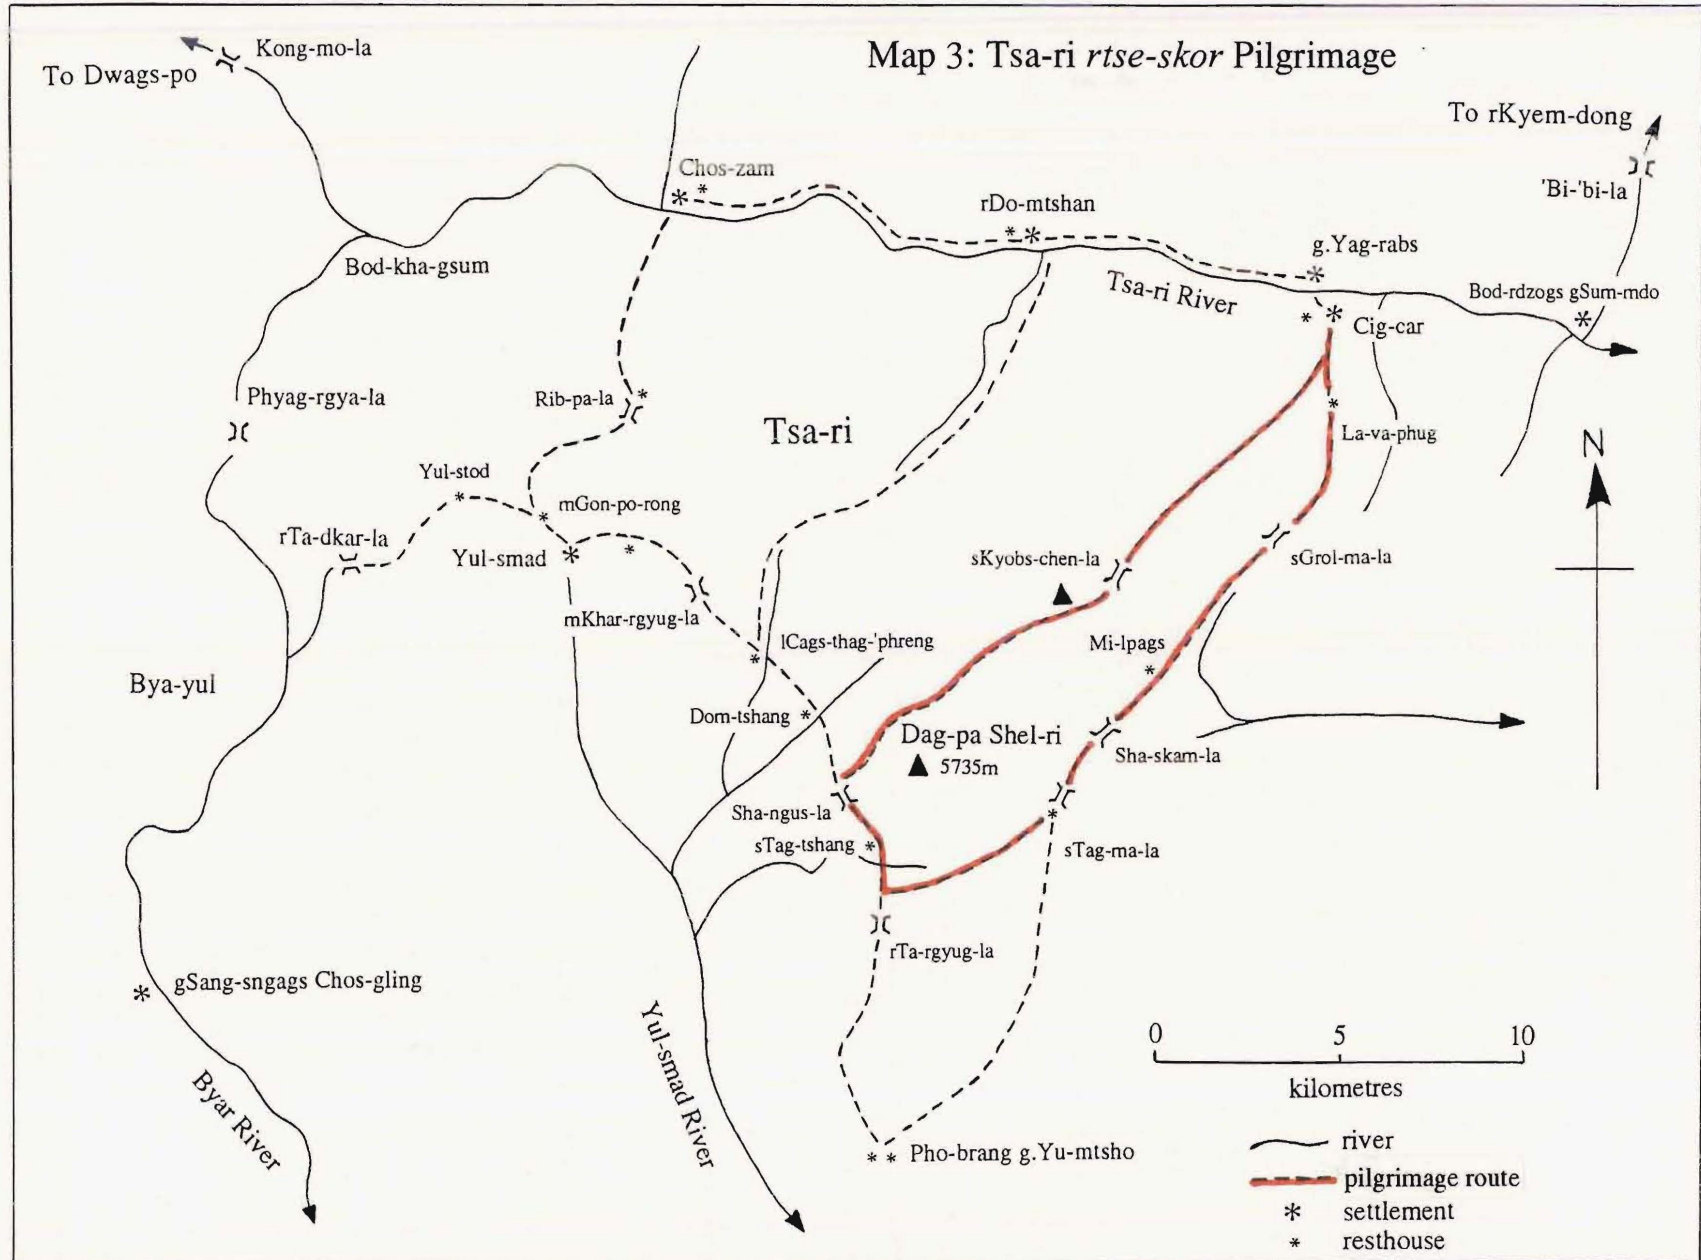 Map 3: Tsa-ri rtse-skor Pilgrimage
Kong-mo-la
To Dwags-po
To rKyem-dong
'Bi-'bi-la
Chos-zam
rDo-mtshan
g.Yag-rabs
Bod-kha-gsum
Tsa-ri River
Bod-rdzogs gSum-mdo
Cig-car
Phyag-rgya-la
Rib-pa-la
Tsa-ri
La-va-phug
N
Yul-stod
mGon-po-rong
rTa-dkar-la
Yul-smad
sKyobs-chen-la
sGrol-ma-la
mKhar-rgyug-la
lCags-thag-'phreng
Mi-lpags
Bya-yul
Dom-tshang
Dag-pa Shel-ri
5735m
Sha-skam-la
Sha-ngus-la
sTag-tshang
sTag-ma-la
rTa-rgyug-la
gSang-sngags Chos-gling
Yul-smad River
Byar River
Pho-brang g.Yu-mtsho
0 5 10
kilometres
river
pilgrimage route
settlement
resthouse